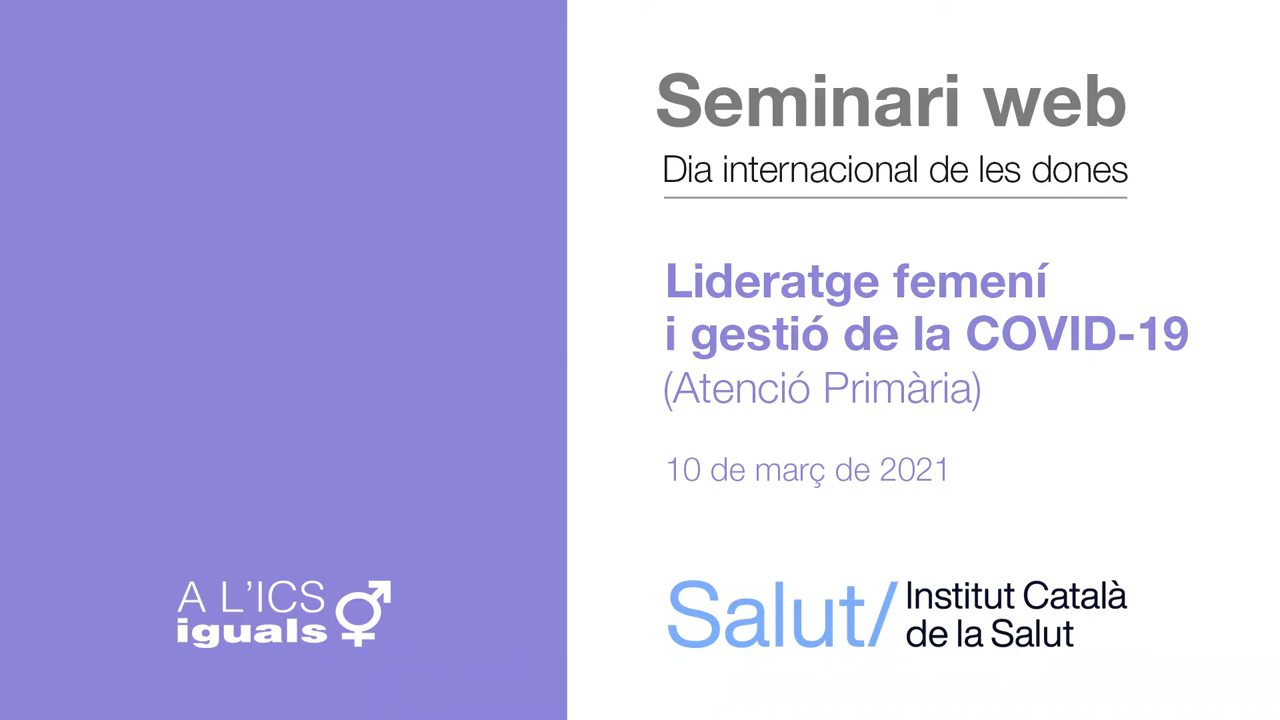 Seminari web
Dia internacional de les dones
Lideratge femení
i gestió de la COVID-19
(Atenció Primària)
10 de març de 2021
A L'ICS
iguals
Salut/
Institut Català
de la Salut